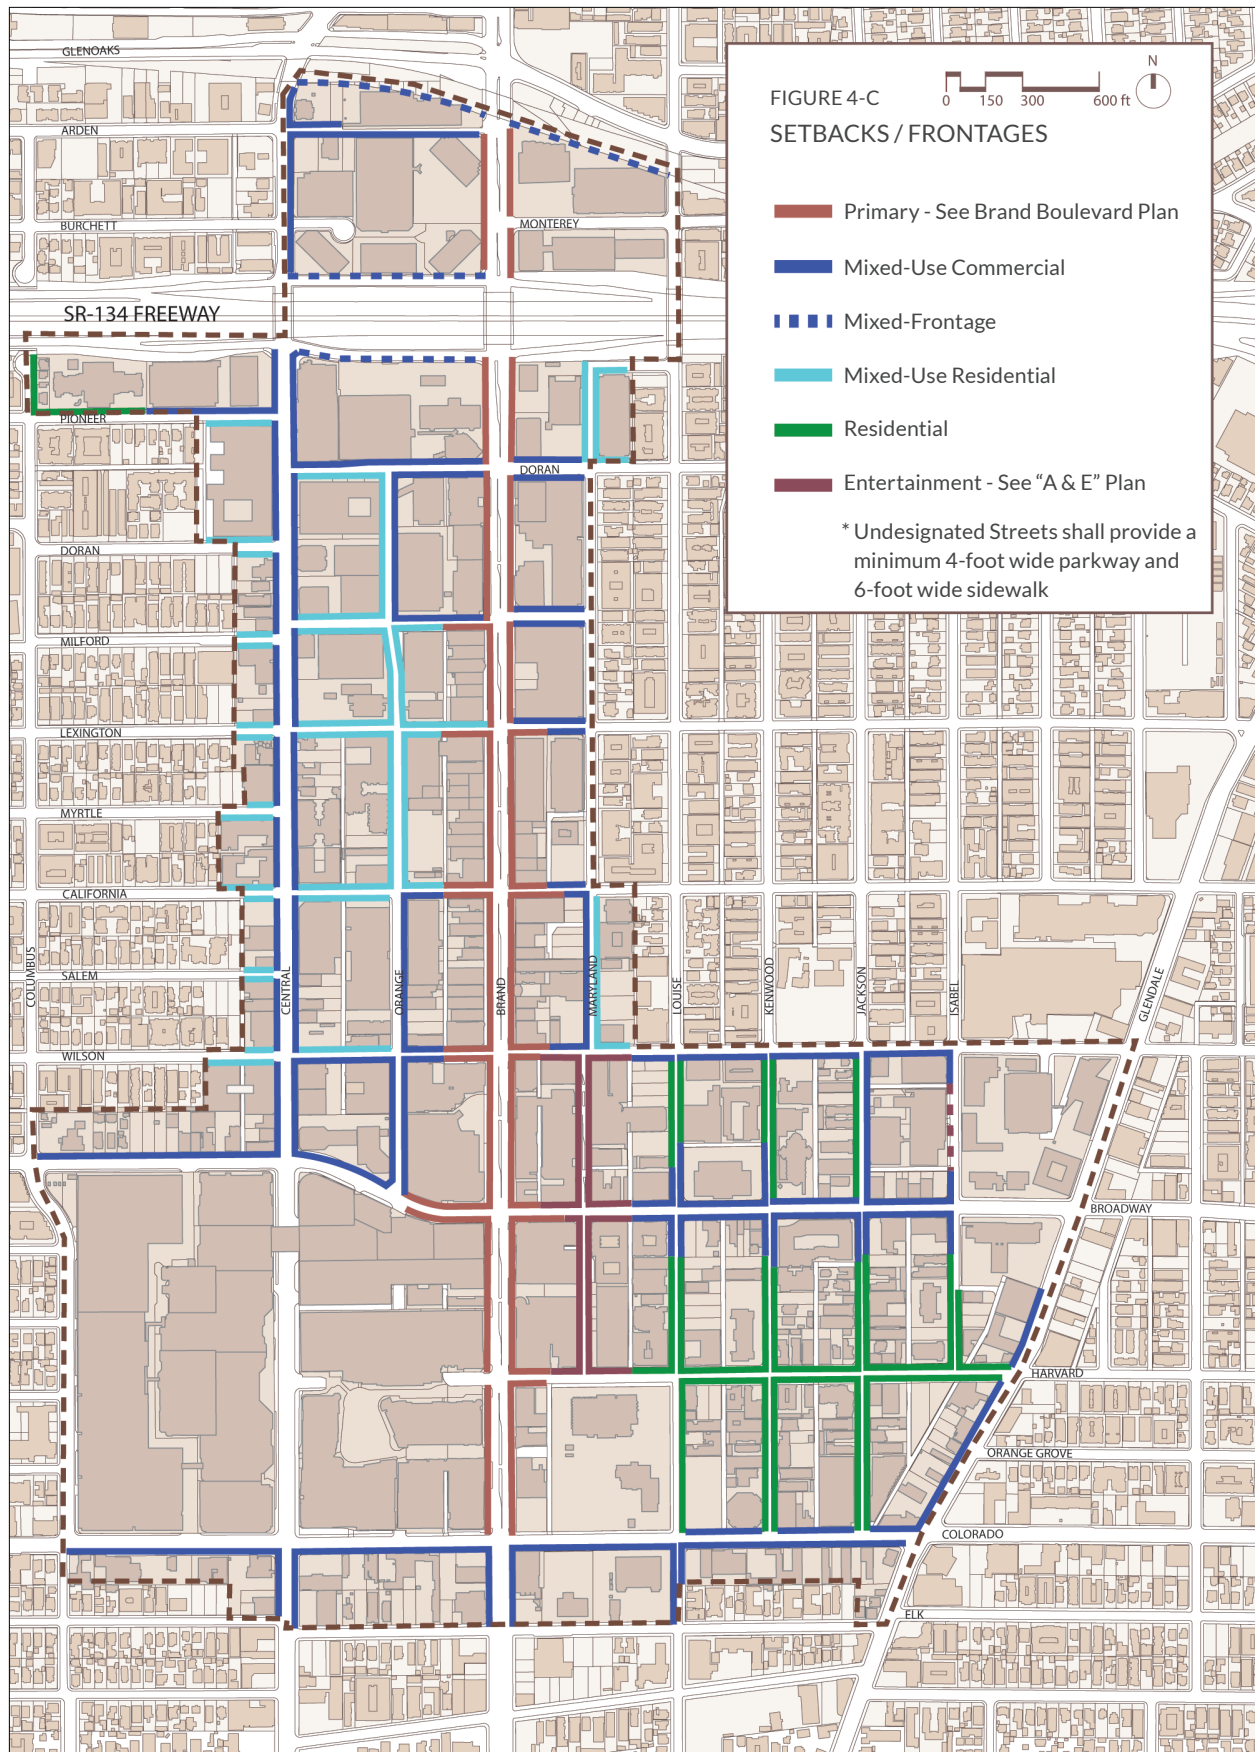 GLENOAKS
N
FIGURE 4-C
0 150 300 600 ft
ARDEN
SETBACKS / FRONTAGES
Primary - See Brand Boulevard Plan
BURCHETT
MONTEREY
Mixed-Use Commercial
SR-134 FREEWAY
Mixed-Frontage
Mixed-Use Residential
PIONEER
Residential
DORAN
Entertainment - See “A & E” Plan
* Undesignated Streets shall provide a
minimum 4-foot wide parkway and
6-foot wide sidewalk
DORAN
MILFORD
LEXINGTON
MYRTLE
CALIFORNIA
COLUMBUS
SALEM
CENTRAL
ORANGE
BRAND
MARYLAND
LOUISE
KENWOOD
JACKSON
ISABEL
GLENDALE
WILSON
BROADWAY
HARVARD
ORANGE GROVE
COLORADO
ELK